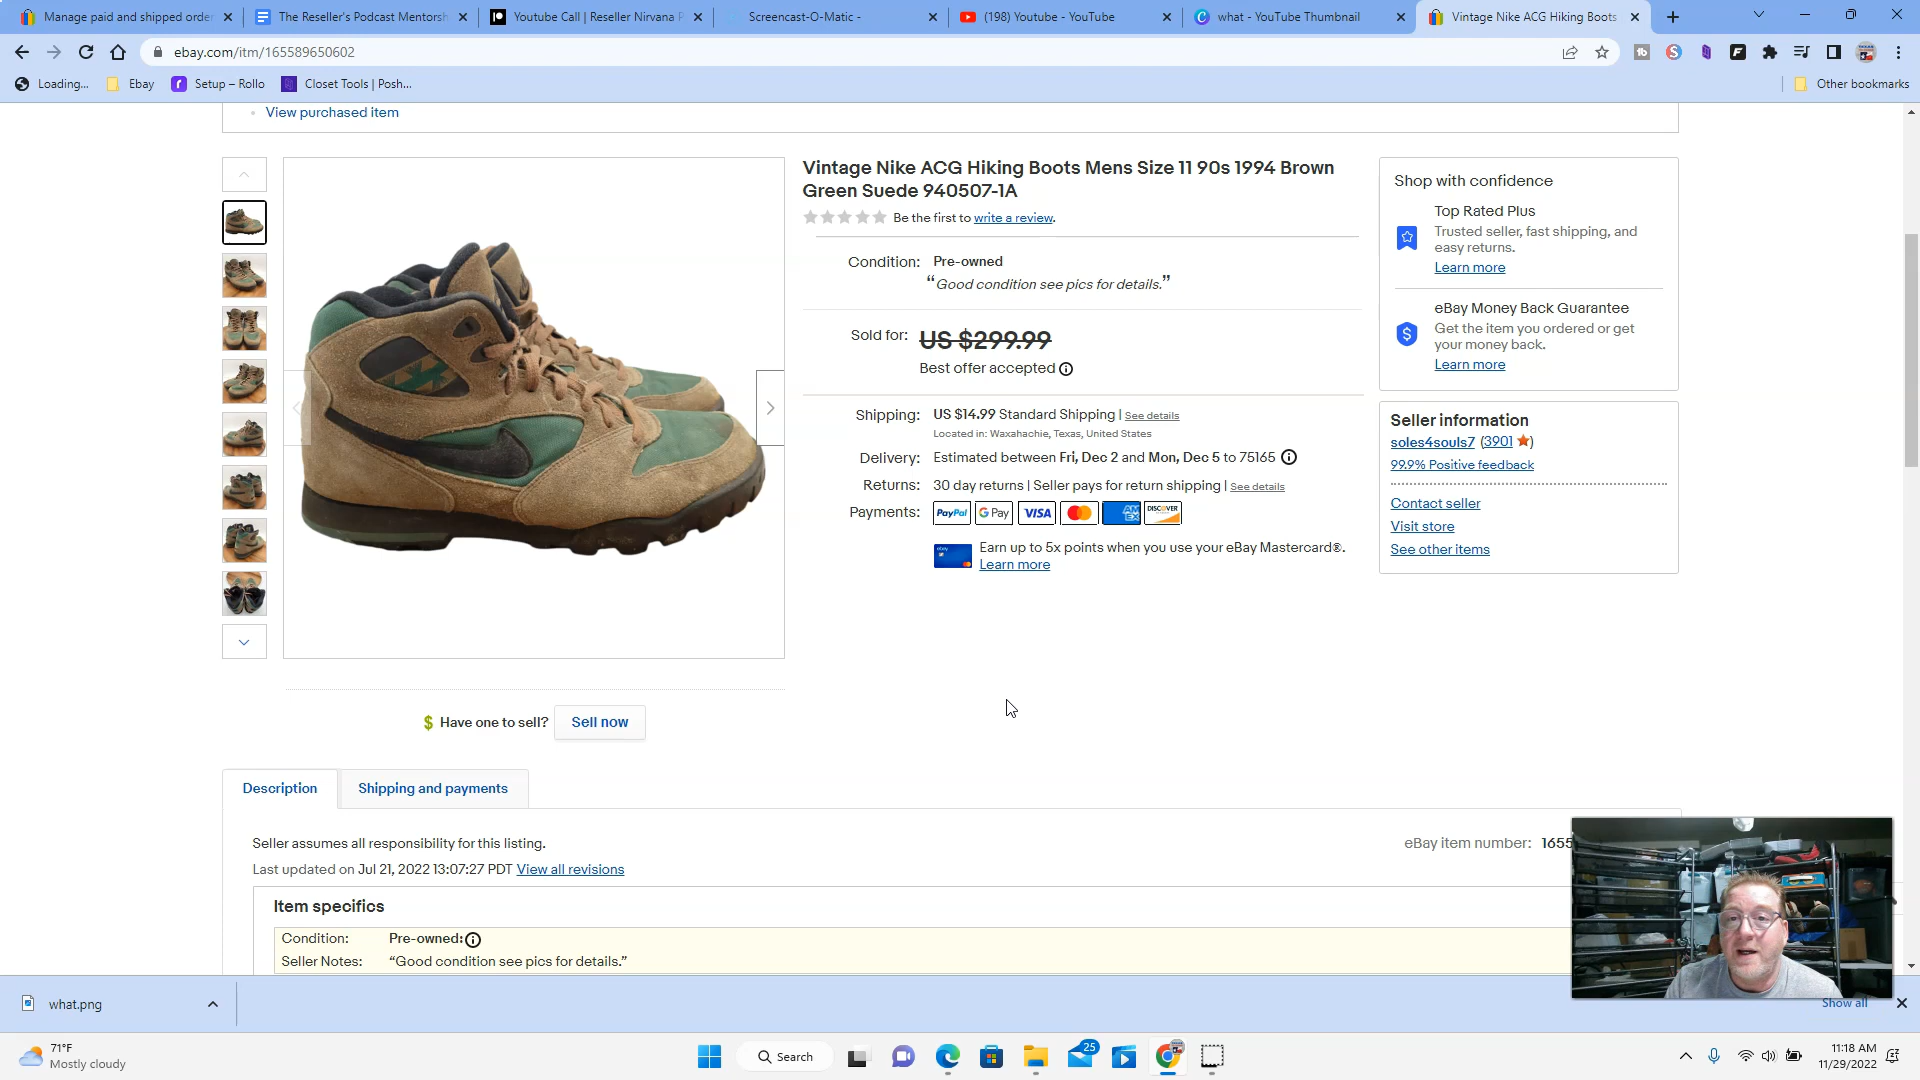 Manage paid and shipped order
The Reseller's Podcast Mentorsh
Youtube Call | Reseller Nirvana P
Screencast-O-Matic -
(198) Youtube - YouTube
what - YouTube Thumbnail
Vintage Nike ACG Hiking Boots
ebay.com/itm/165589650602
Loading...
Ebay
Setup – Rollo
Closet Tools | Posh...
Other bookmarks
View purchased item
Vintage Nike ACG Hiking Boots Mens Size 11 90s 1994 Brown
Green Suede 940507-1A
Be the first to write a review.
Condition: Pre-owned
“Good condition see pics for details.”
Sold for: US $299.99
Best offer accepted
Shipping: US $14.99 Standard Shipping | See details
Located in: Waxahachie, Texas, United States
Delivery: Estimated between Fri, Dec 2 and Mon, Dec 5 to 75165
Returns: 30 day returns | Seller pays for return shipping | See details
Payments: PayPal G Pay VISA AM EX DISCOVER
ebay
Earn up to 5x points when you use your eBay Mastercard®.
Learn more
Shop with confidence
Top Rated Plus
Trusted seller, fast shipping, and
easy returns.
Learn more
eBay Money Back Guarantee
Get the item you ordered or get
your money back.
Learn more
Seller information
soles4souls7 (3901)
99.9% Positive feedback
Contact seller
Visit store
See other items
$ Have one to sell? Sell now
Description
Shipping and payments
Seller assumes all responsibility for this listing.
eBay item number: 1655
Last updated on Jul 21, 2022 13:07:27 PDT View all revisions
Item specifics
Condition: Pre-owned:
Seller Notes: “Good condition see pics for details.”
what.png
Show all
71°F
Mostly cloudy
Search
25
11:18 AM
11/29/2022